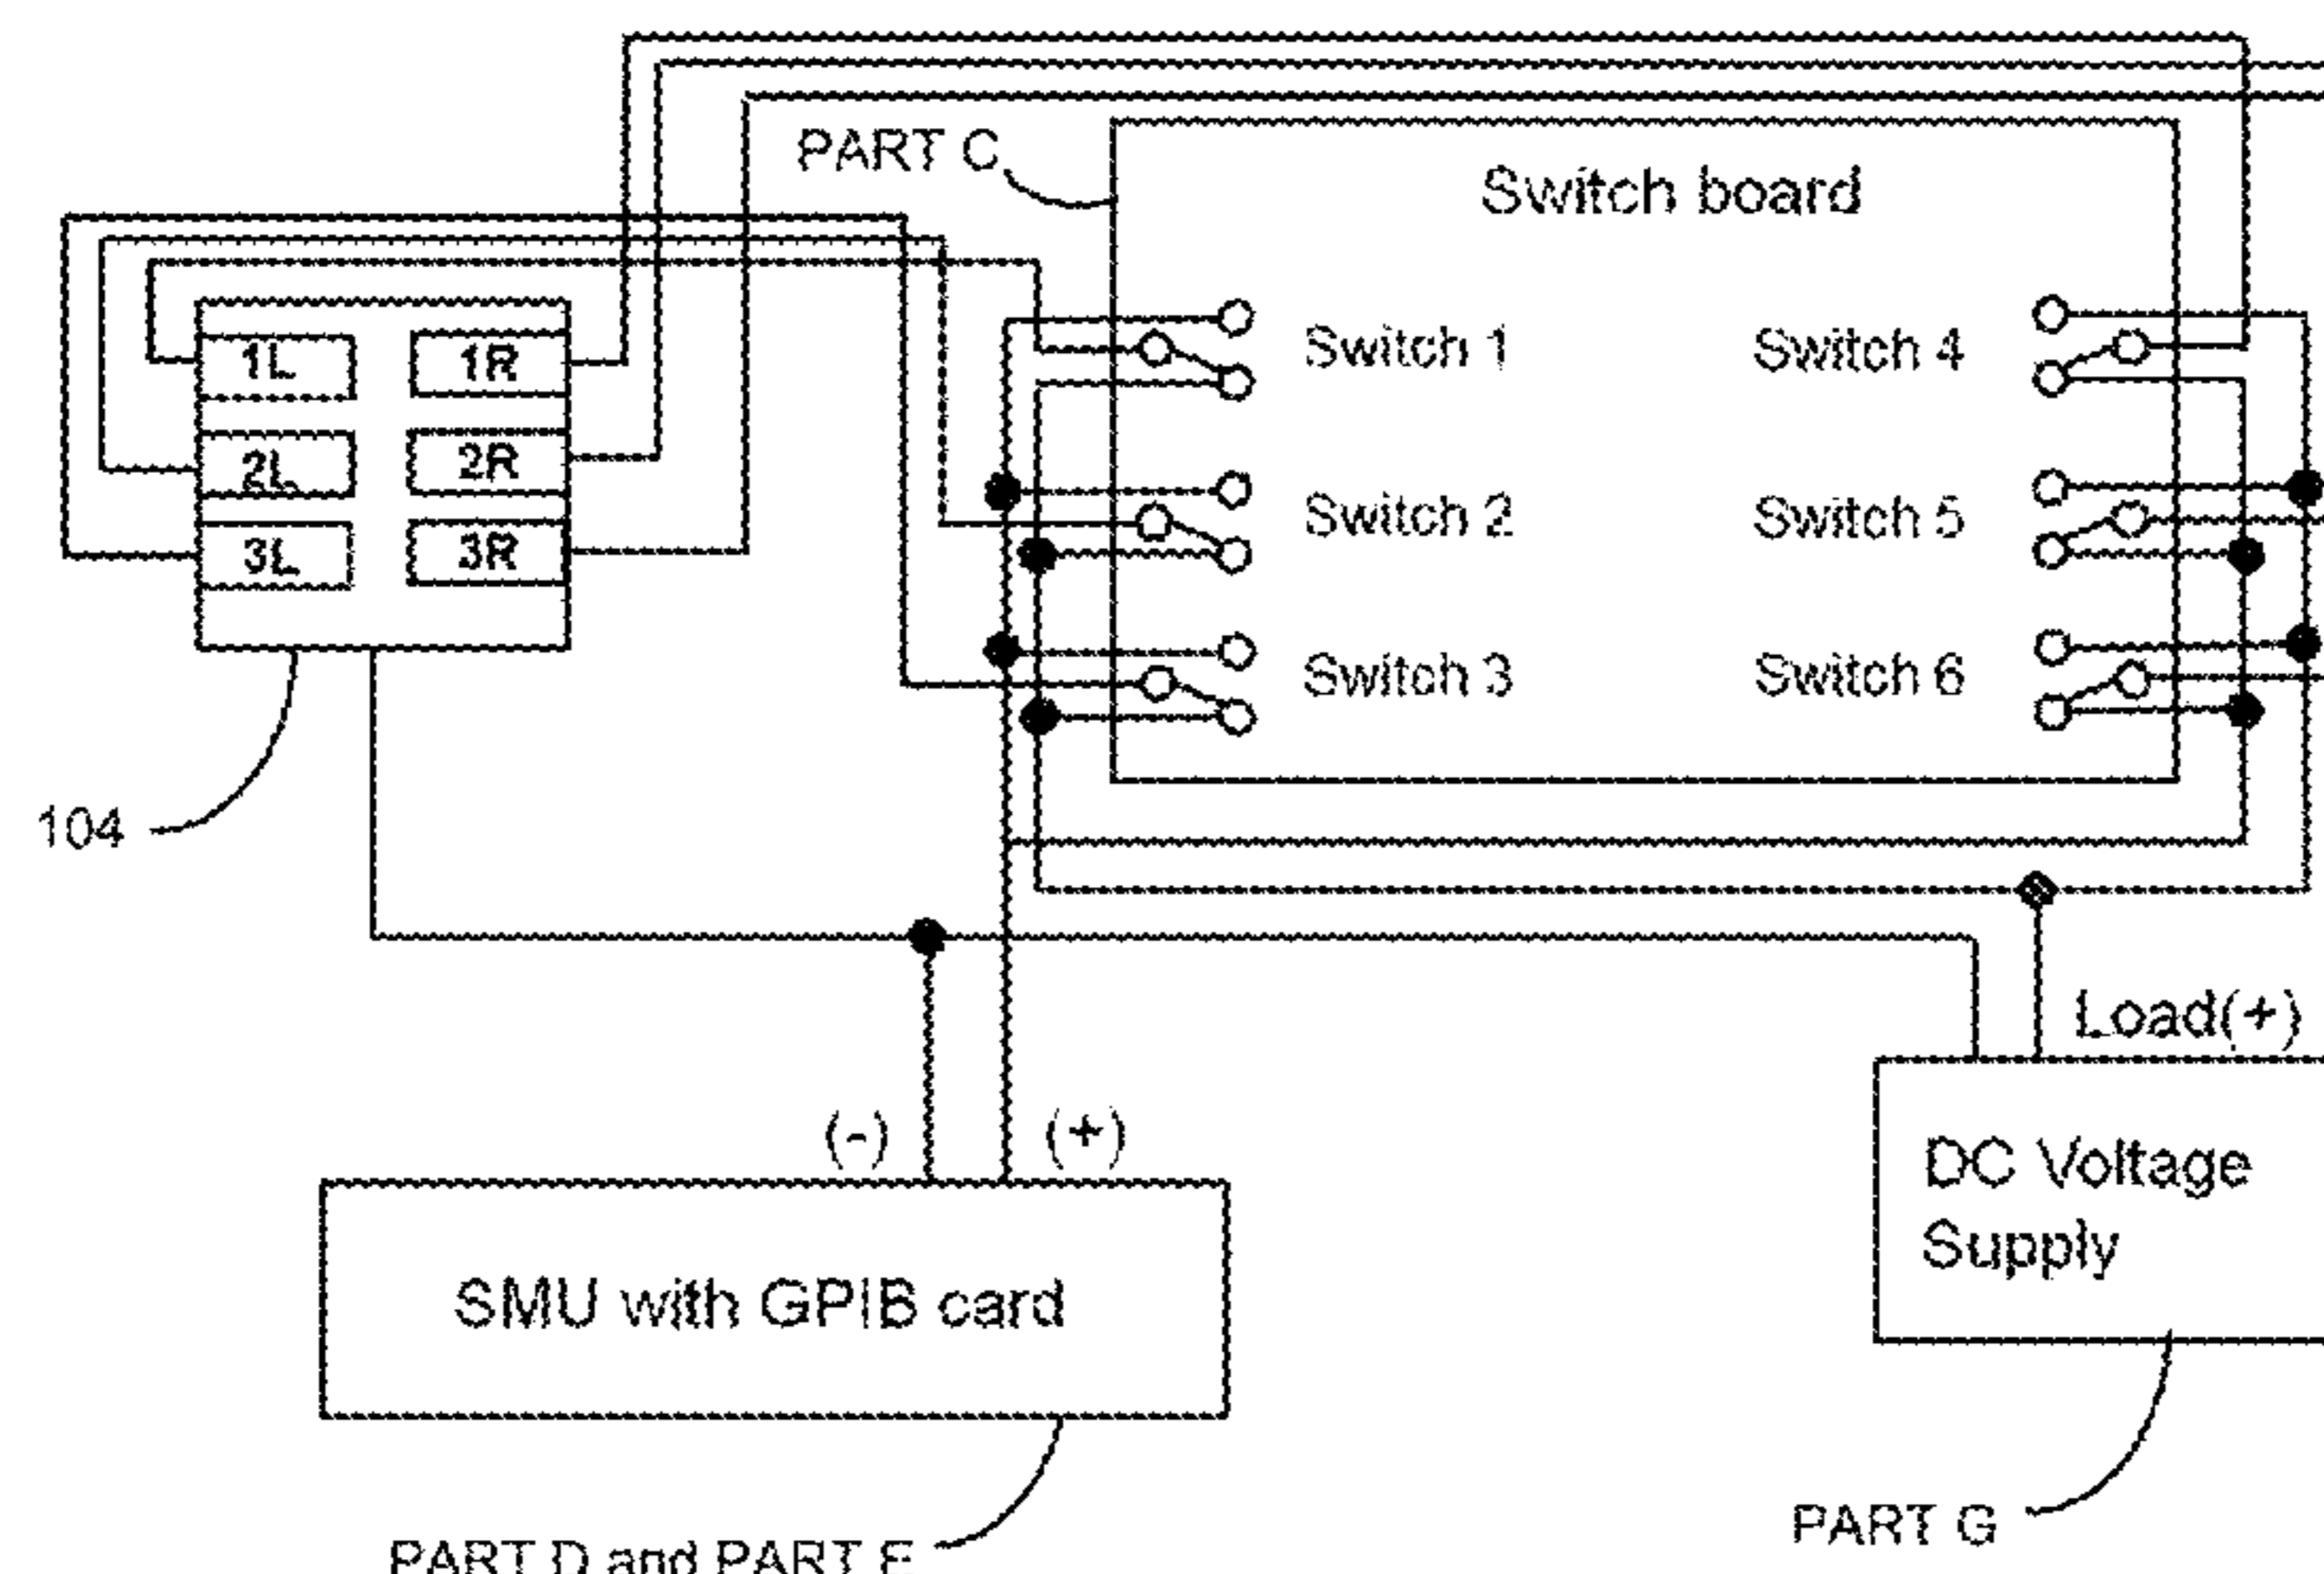 PART C
Switch board
1L
1R
2L
2R
3L
3R
Switch 1
Switch 4
Switch 2
Switch 5
Switch 3
Switch 6
104
Load(+)
(-)
(+)
DC Voltage
Supply
SMU with GPIB card
PART G
PART D and PART